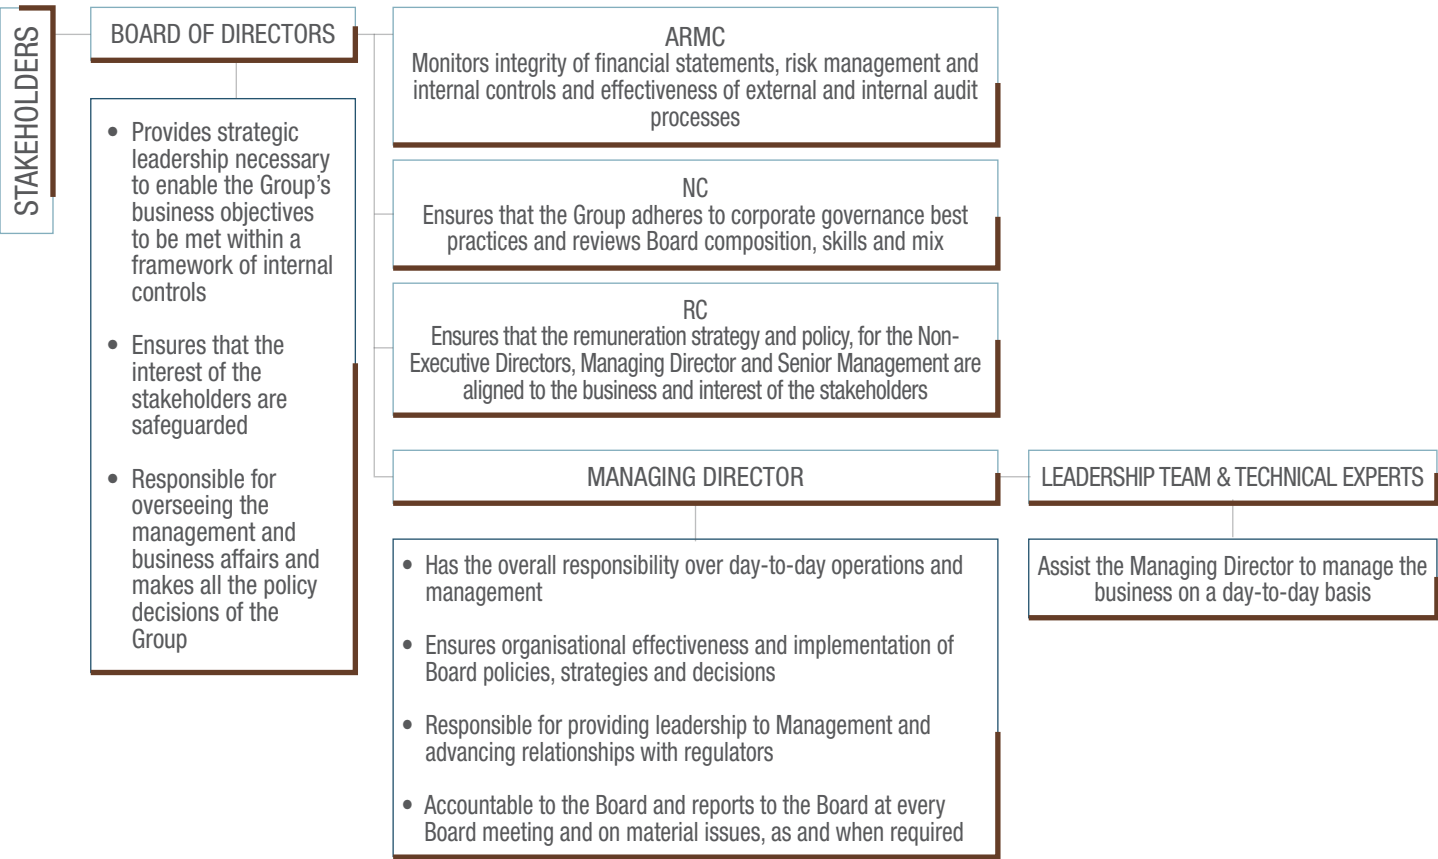 STAKEHOLDERS
BOARD OF DIRECTORS
• Provides strategic
leadership necessary
to enable the Group’s
business objectives
to be met within a
framework of internal
controls
• Ensures that the
interest of the
stakeholders are
safeguarded
• Responsible for
overseeing the
management and
business affairs and
makes all the policy
decisions of the
Group
ARMC
Monitors integrity of financial statements, risk management and
internal controls and effectiveness of external and internal audit
processes
NC
Ensures that the Group adheres to corporate governance best
practices and reviews Board composition, skills and mix
RC
Ensures that the remuneration strategy and policy, for the Non-
Executive Directors, Managing Director and Senior Management are
aligned to the business and interest of the stakeholders
MANAGING DIRECTOR
• Has the overall responsibility over day-to-day operations and
management
• Ensures organisational effectiveness and implementation of
Board policies, strategies and decisions
• Responsible for providing leadership to Management and
advancing relationships with regulators
• Accountable to the Board and reports to the Board at every
Board meeting and on material issues, as and when required
LEADERSHIP TEAM & TECHNICAL EXPERTS
Assist the Managing Director to manage the
business on a day-to-day basis